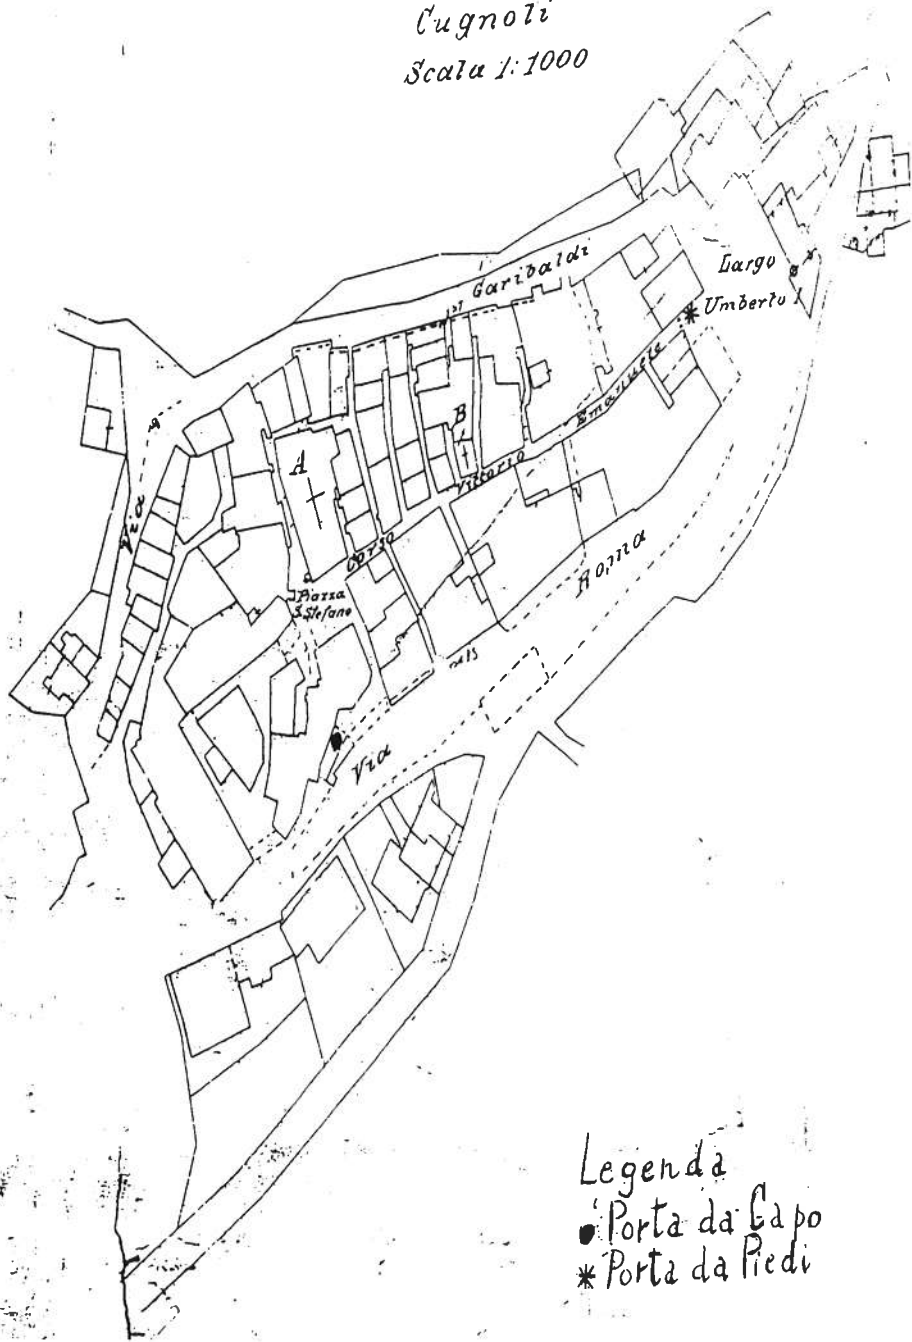 Cugnoli
Scala 1:1000
Garibaldi
Largo
Umberto I
Emanuele
B
A
Vittorio
Corso
Piazza
S. Stefano
Roma
Via
Legenda
Porta da Capo
Porta da Piedi